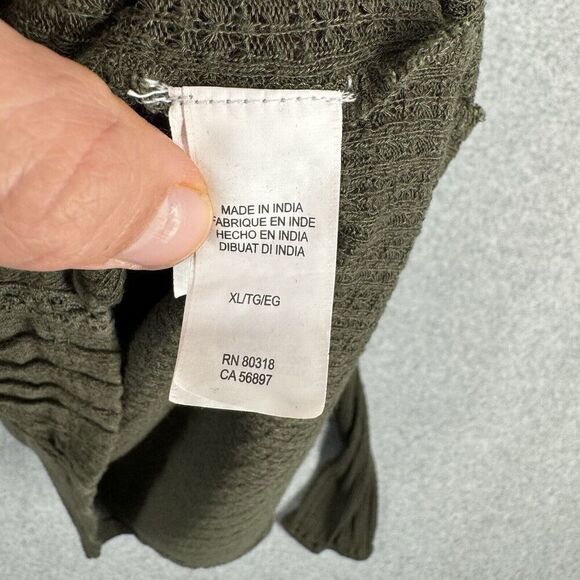 MADE IN INDIA
FABRIQUE EN INDE
HECHO EN INDIA
DIBUAT DI INDIA
XL/TG/EG
RN 80318
CA 56897